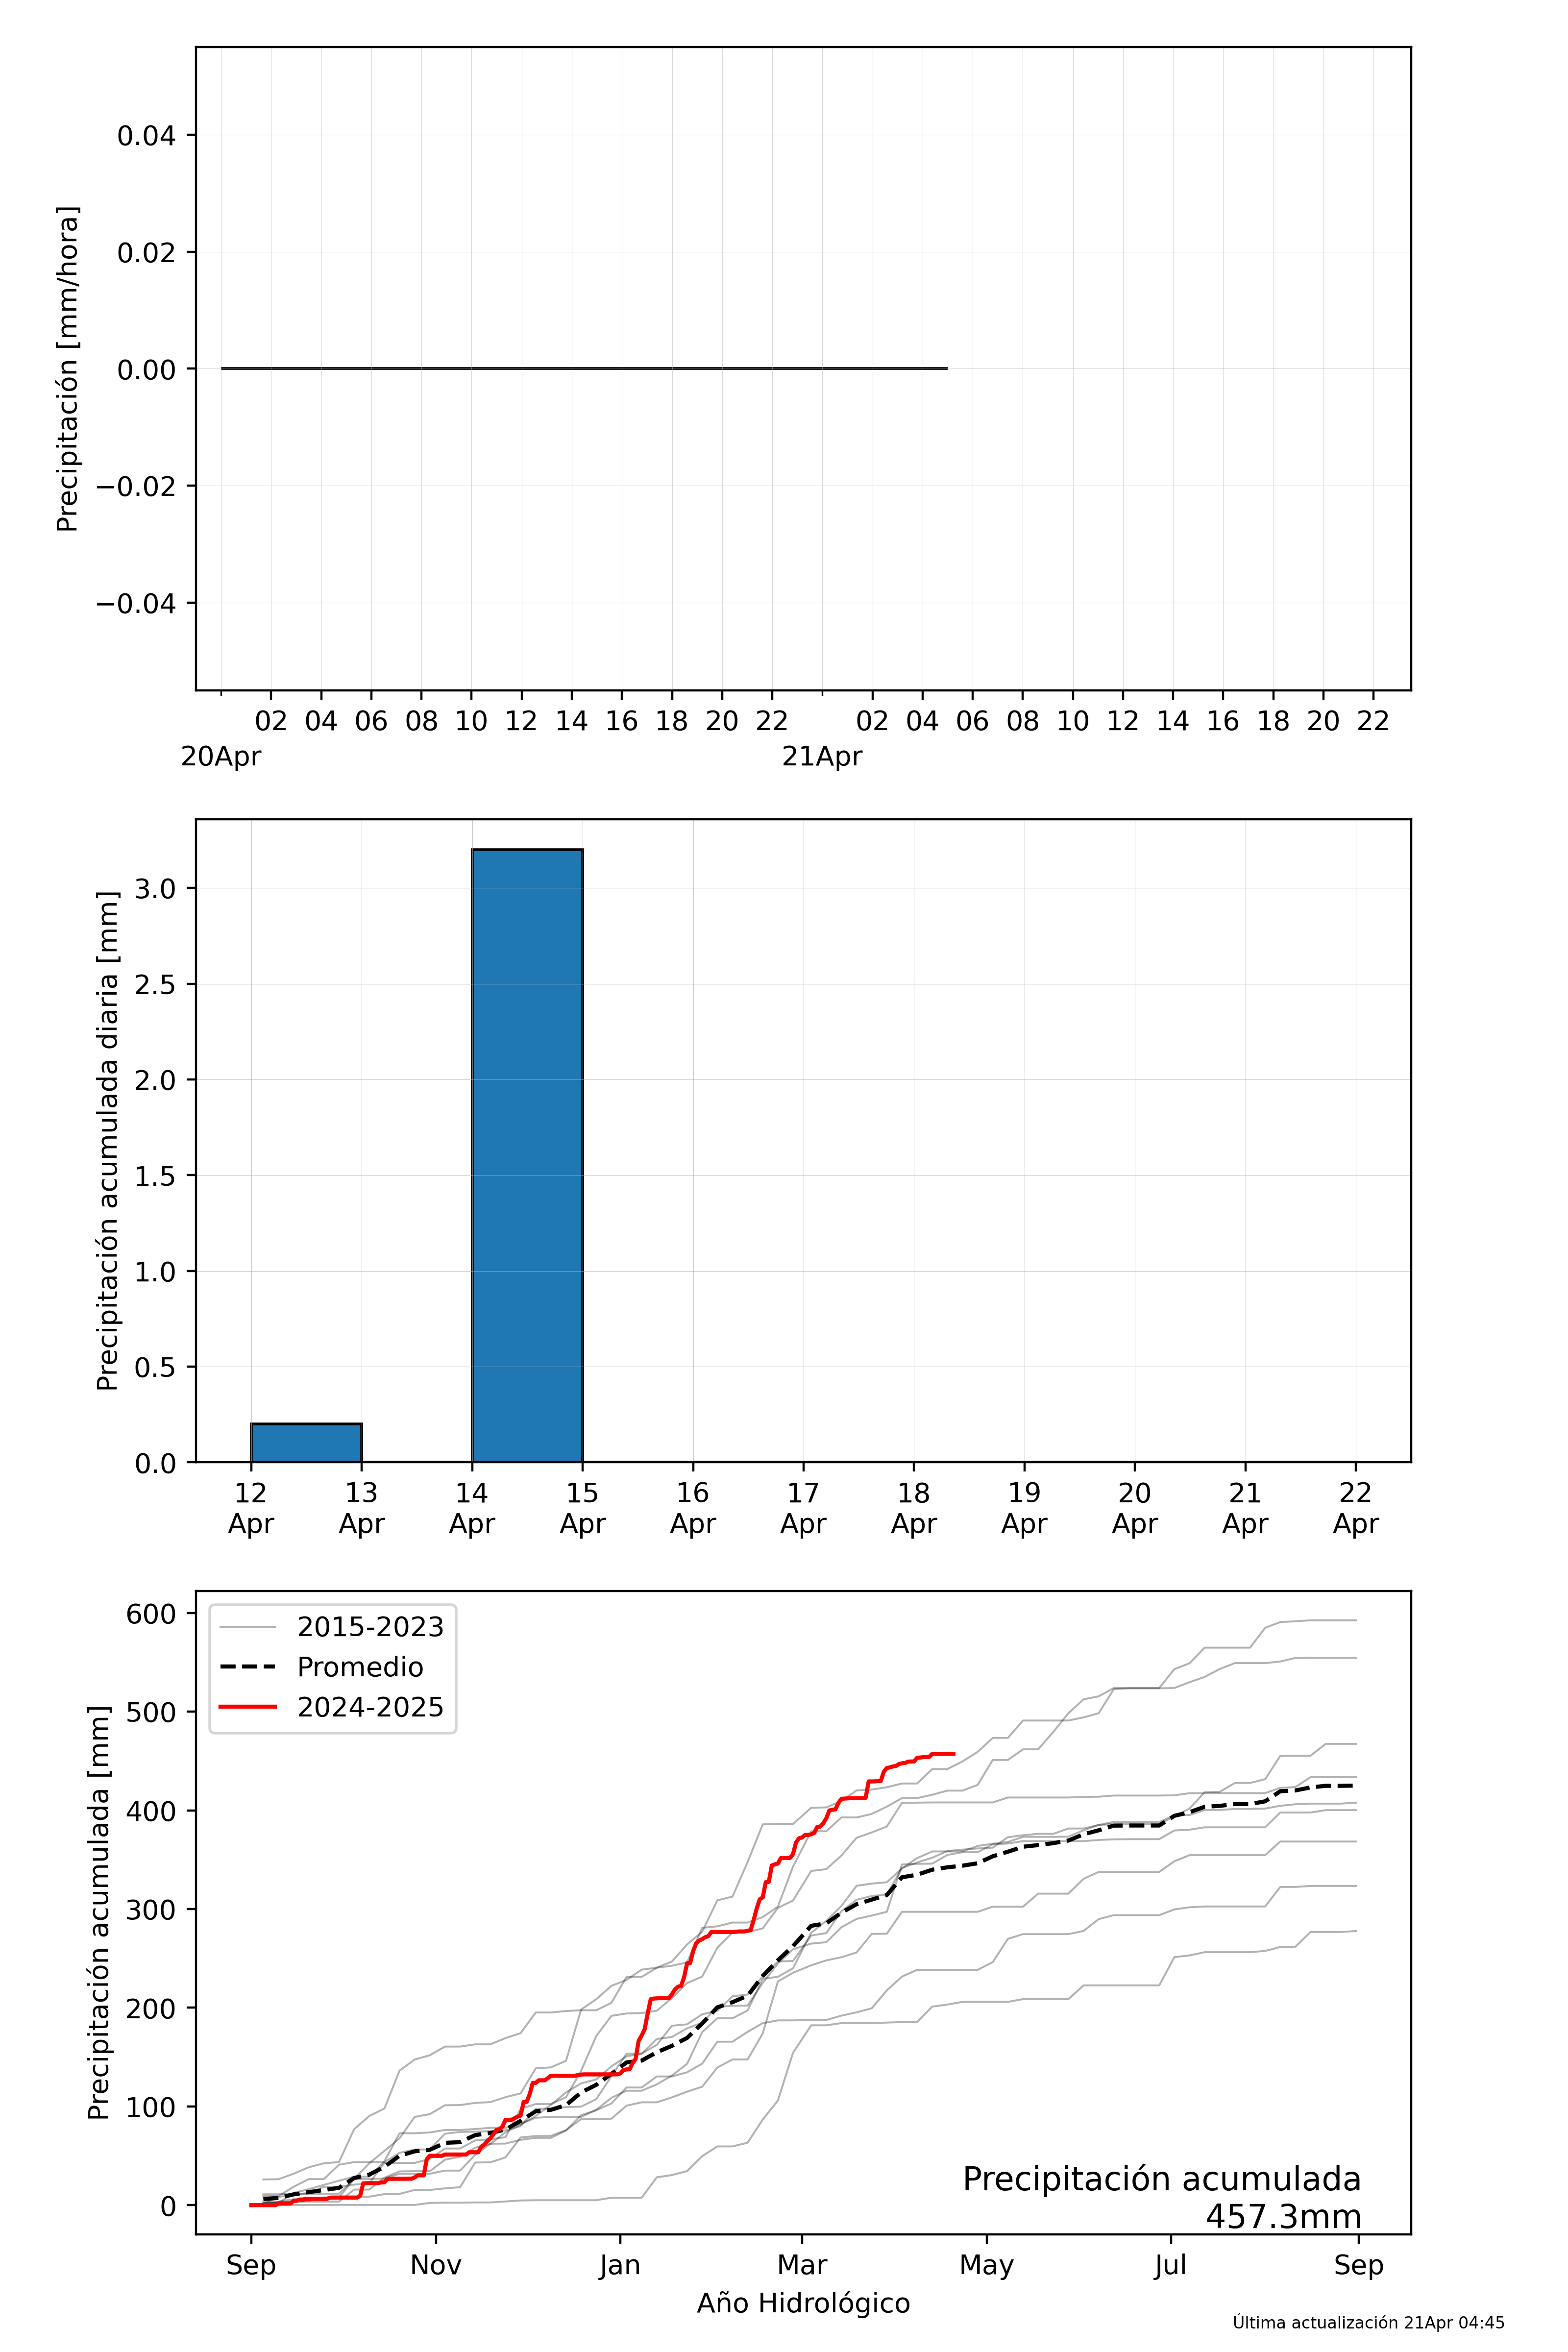 Precipitación [mm/hora]
0.04
0.02
0.00
−0.02
−0.04
02 04 06 08 10 12 14 16 18 20 22 02 04 06 08 10 12 14 16 18 20 22
20Apr 21Apr
Precipitación acumulada diaria [mm]
3.0
2.5
2.0
1.5
1.0
0.5
0.0
12 13 14 15 16 17 18 19 20 21 22
Apr Apr Apr Apr Apr Apr Apr Apr Apr Apr Apr
Precipitación acumulada [mm]
600
500
400
300
200
100
0
2015-2023
Promedio
2024-2025
Precipitación acumulada
457.3mm
Sep Nov Jan Mar May Jul Sep
Año Hidrológico
Última actualización 21Apr 04:45